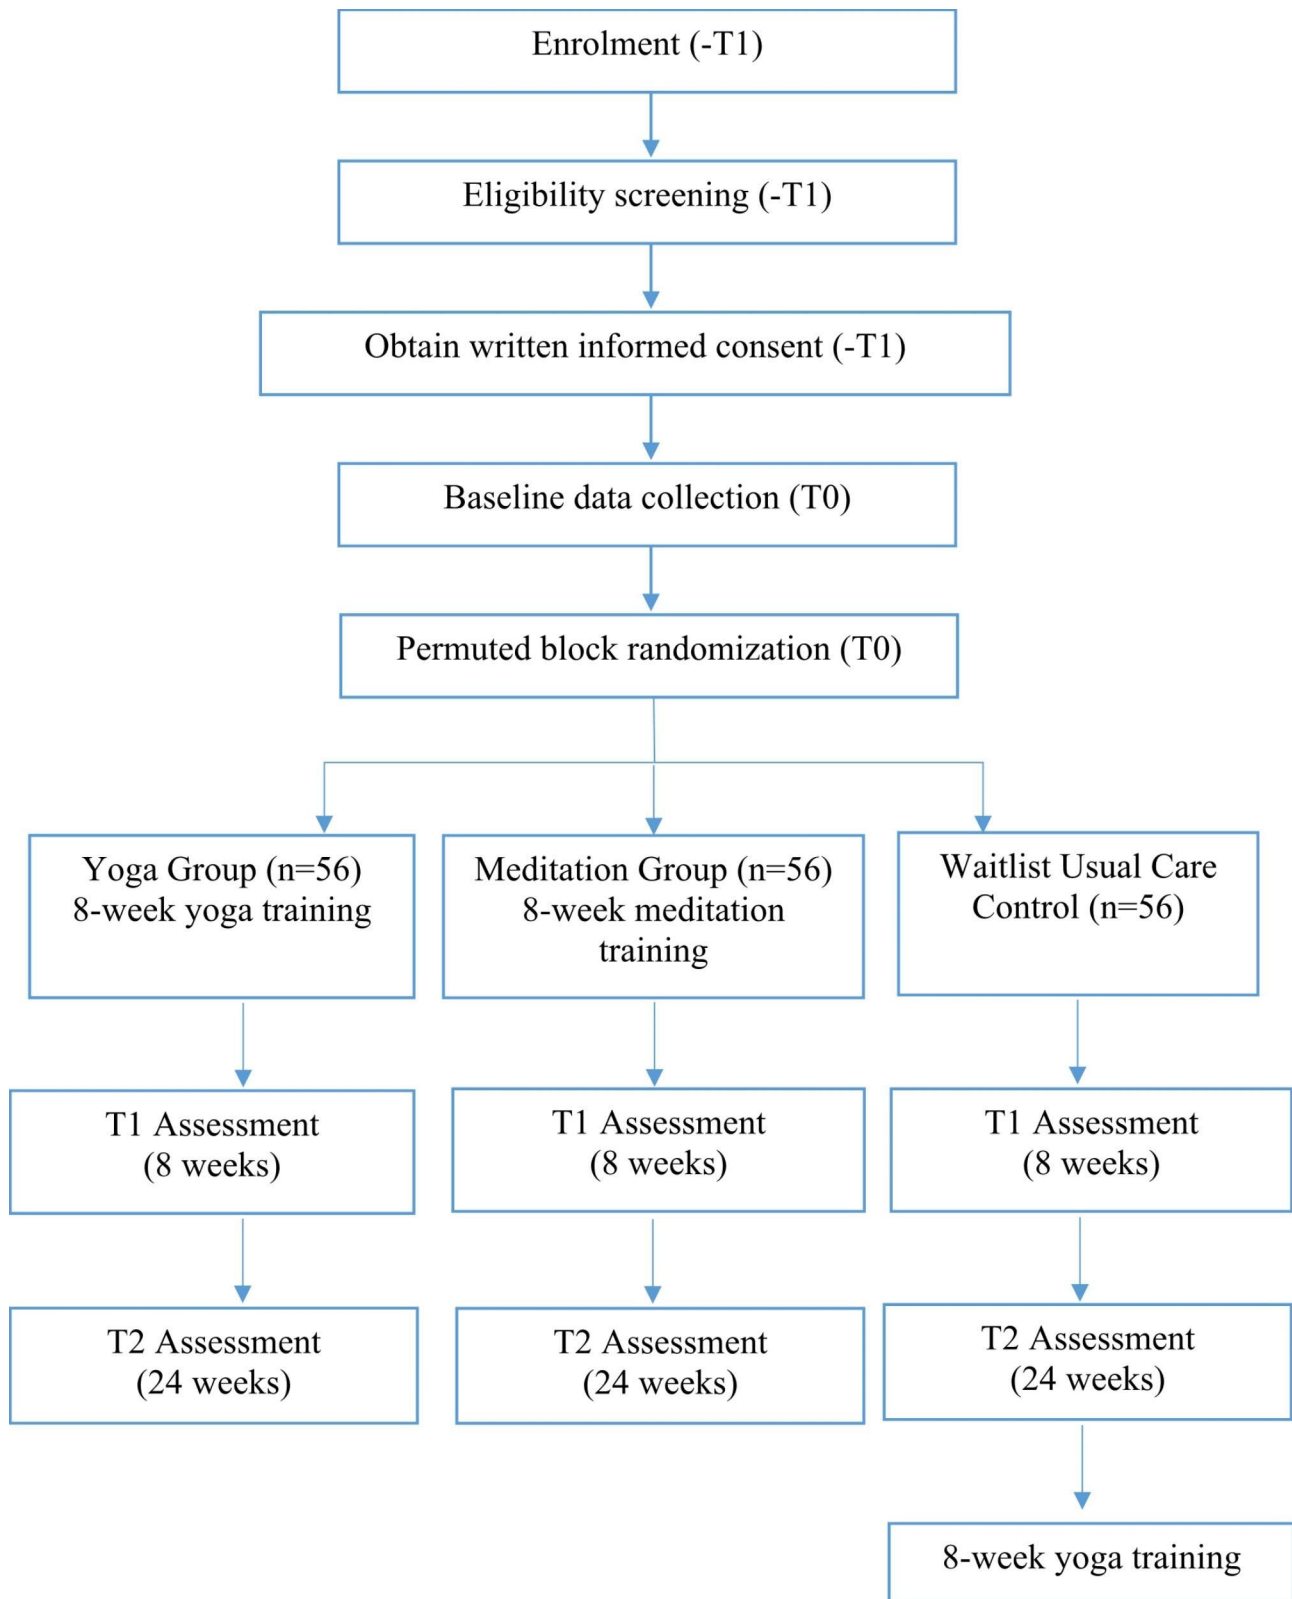 Enrolment (-T1)
Eligibility screening (-T1)
Obtain written informed consent (-T1)
Baseline data collection (T0)
Permuted block randomization (T0)
Yoga Group (n=56)
8-week yoga training
Meditation Group (n=56)
8-week meditation
training
Waitlist Usual Care
Control (n=56)
T1 Assessment
(8 weeks)
T1 Assessment
(8 weeks)
T1 Assessment
(8 weeks)
T2 Assessment
(24 weeks)
T2 Assessment
(24 weeks)
T2 Assessment
(24 weeks)
8-week yoga training